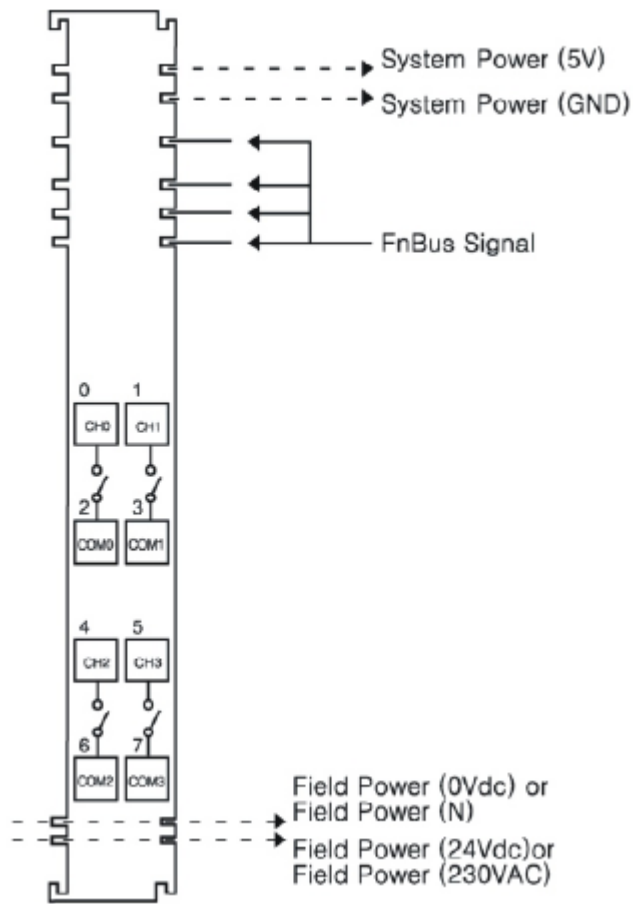 System Power (5V)
System Power (GND)
FnBus Signal
0 1
CH0 CH1
2 3
COM0 COM1
4 5
CH2 CH3
6 7
COM2 COM3
Field Power (0Vdc) or
Field Power (N)
Field Power (24Vdc)or
Field Power (230VAC)